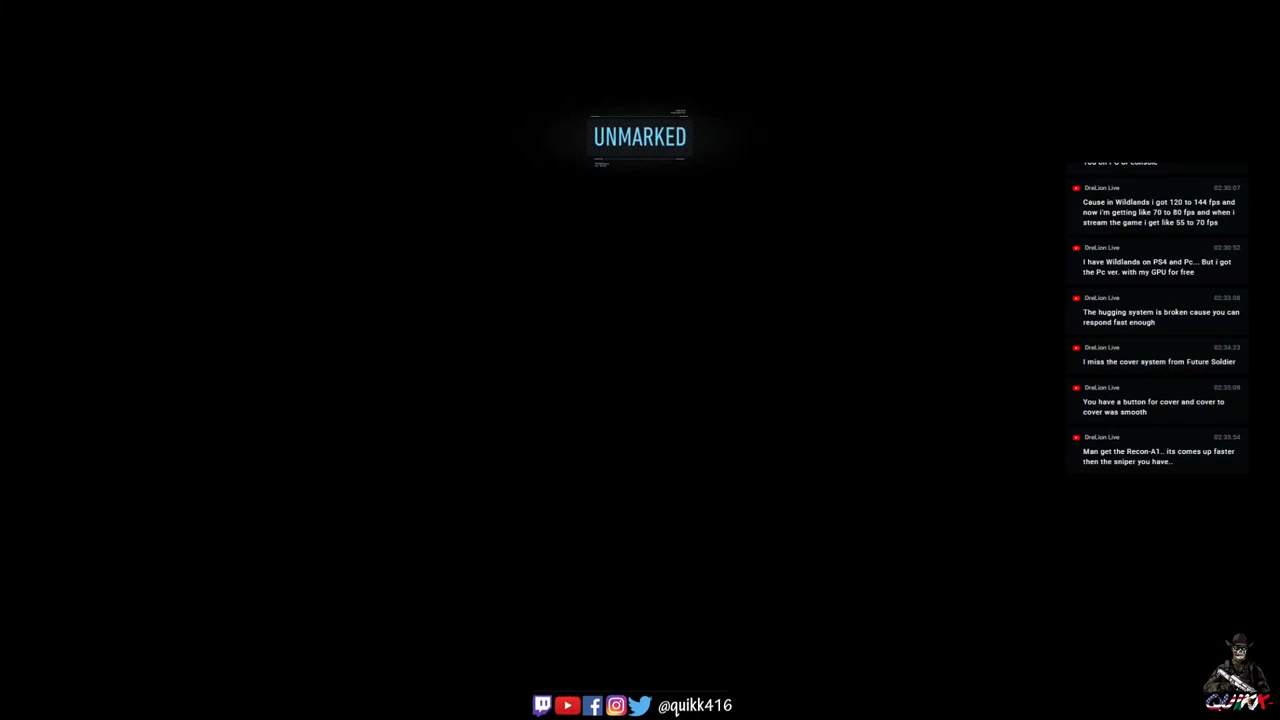 UNMARKED
DreLion Live 02:30:07
Cause in Wildlands i got 120 to 144 fps and
now i'm getting like 70 to 80 fps and when i
stream the game i get like 55 to 70 fps
DreLion Live 02:30:52
I have Wildlands on PS4 and Pc... But i got
the Pc ver. with my GPU for free
DreLion Live 02:33:08
The hugging system is broken cause you can
respond fast enough
DreLion Live 02:34:23
I miss the cover system from Future Soldier
DreLion Live 02:35:09
You have a button for cover and cover to
cover was smooth
DreLion Live 02:35:54
Man get the Recon-A1.. its comes up faster
then the sniper you have..
@quikk416
QUIKK